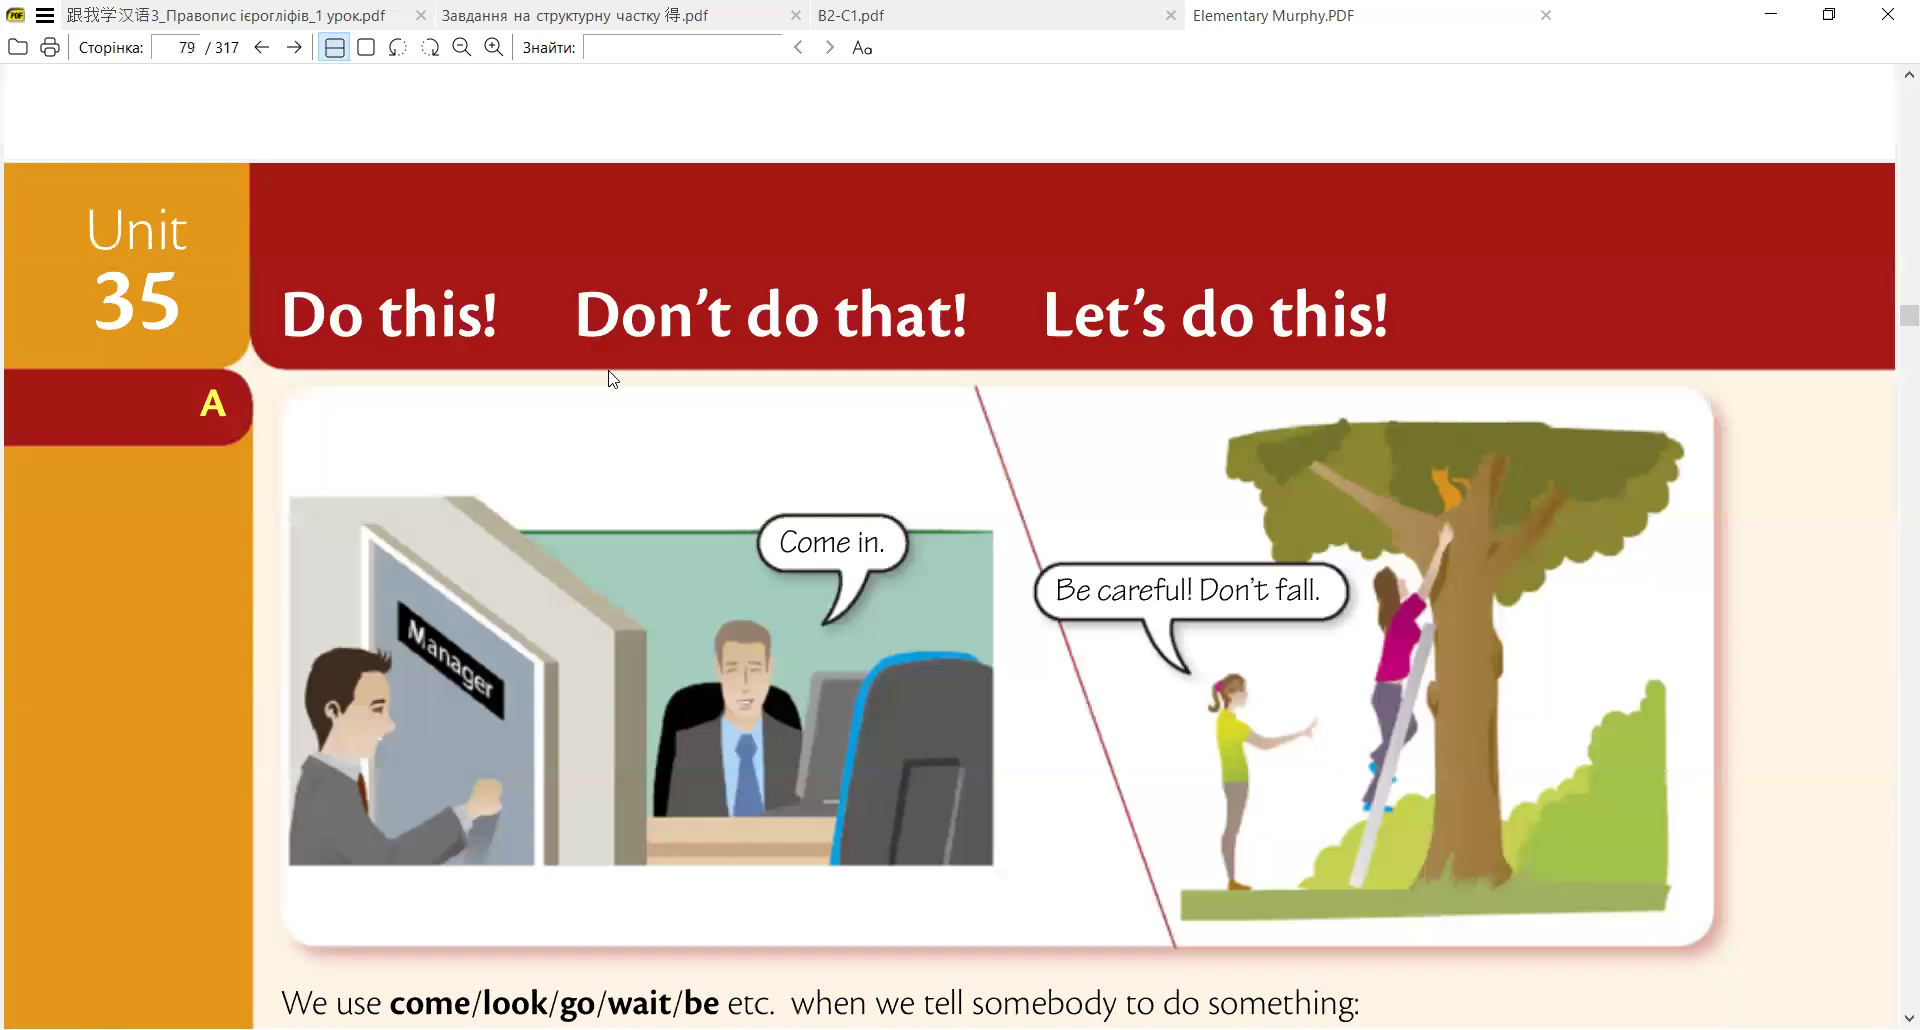 跟我学汉语3_Правопис ієрогліфів_1 урок.pdf
Завдання на структурну частку 得.pdf
B2-C1.pdf
Elementary Murphy.PDF
Сторінка: 79 / 317
Знайти:
Aa
Unit
35
Do this! Don't do that! Let's do this!
A
Come in.
Be careful! Don't fall.
Manager
We use come/look/go/wait/be etc. when we tell somebody to do something: